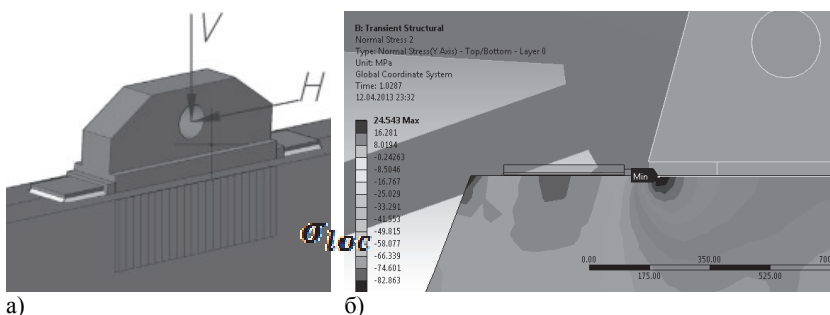 V
H
σloc
а)
B: Transient Structural
Normal Stress 2
Type: Normal Stress(Y Axis) - Top/Bottom - Layer 0
Unit: MPa
Global Coordinate System
Time: 1.0287
12.04.2013 23:32
24.543 Max
16.281
8.0194
-0.24263
-8.5046
-16.767
-25.029
-33.291
-41.553
-49.815
-58.077
-66.339
-74.601
-82.863
Min
0.00
350.00
700
175.00
525.00
б)